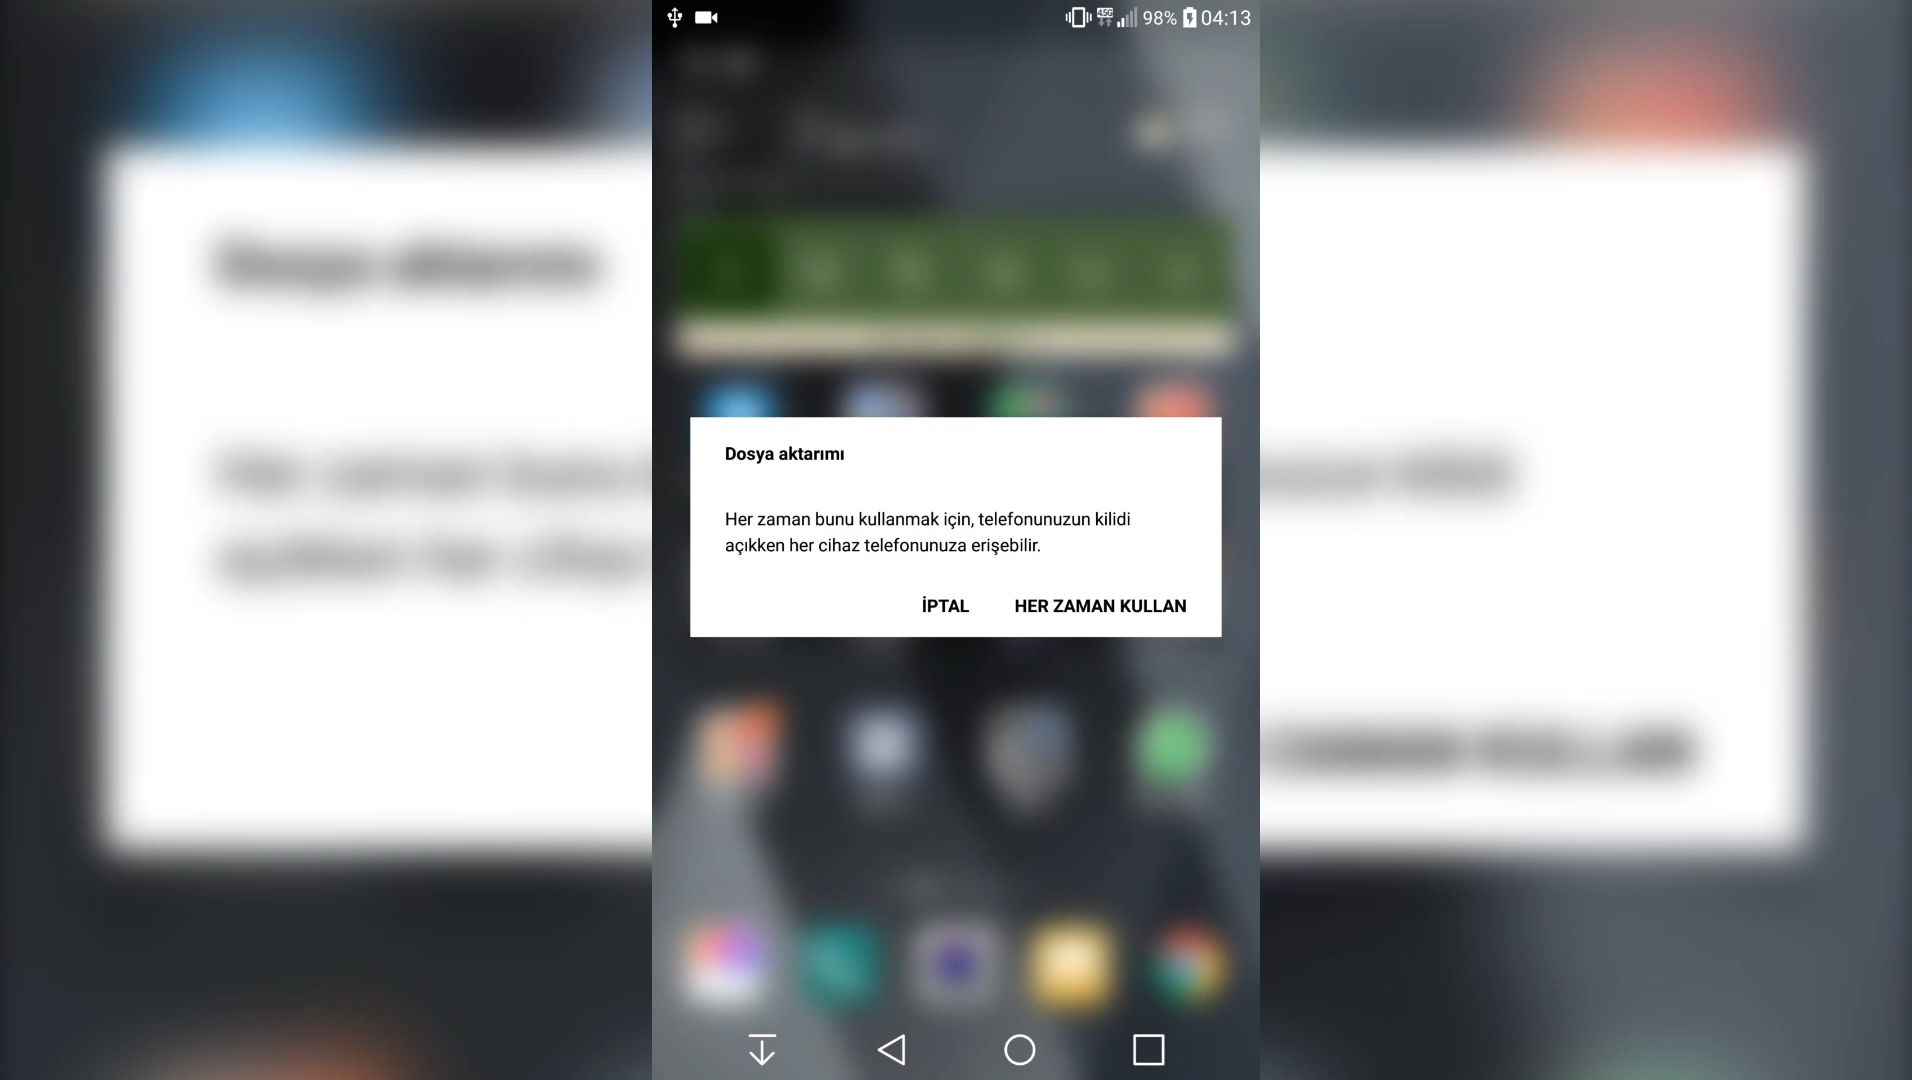 98% 04:13
Dosya aktarımı
Her zaman bunu kullanmak için, telefonunuzun kilidi
açıkken her cihaz telefonunuza erişebilir.
İPTAL HER ZAMAN KULLAN